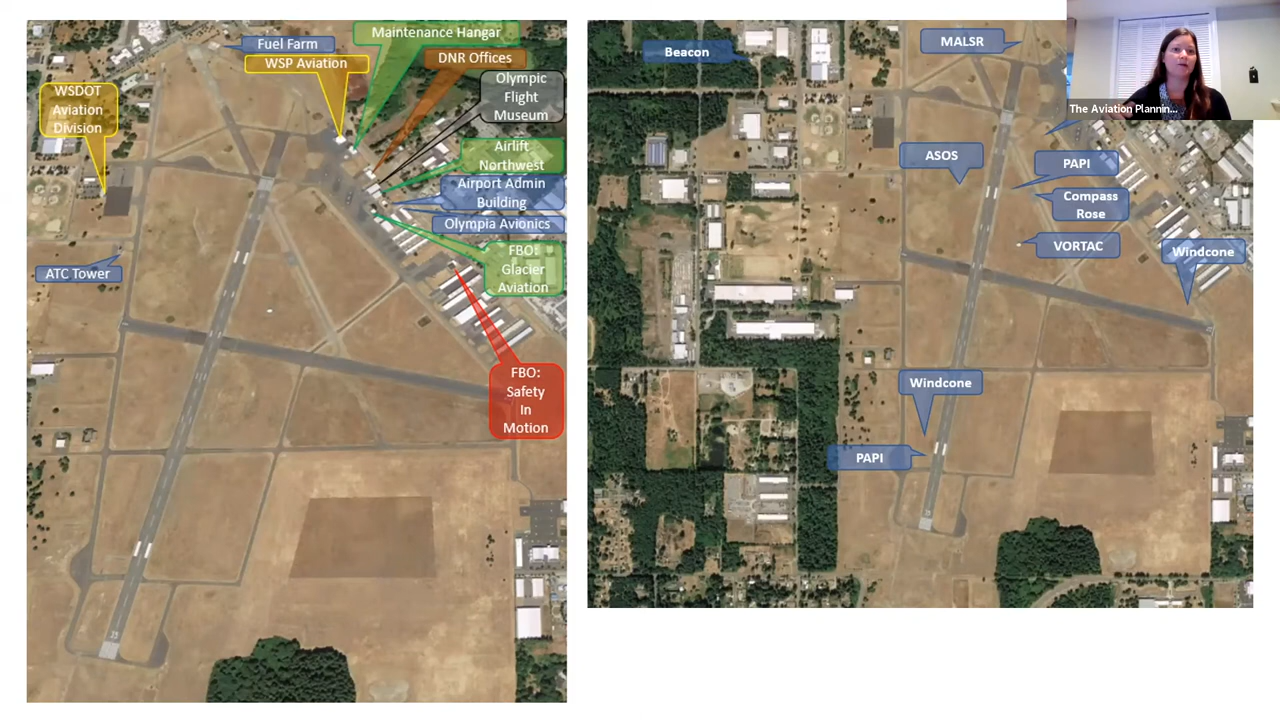 Fuel Farm
WSP Aviation
Maintenance Hangar
DNR Offices
WSDOT
Aviation
Division
Olympic
Flight
Museum
Airlift
Northwest
Airport Admin
Building
Olympia Avionics
FBO:
Glacier
Aviation
ATC Tower
FBO:
Safety
In
Motion
35
Beacon
MALSR
The Aviation Plannin...
ASOS
PAPI
Compass
Rose
VORTAC
Windcone
Windcone
PAPI